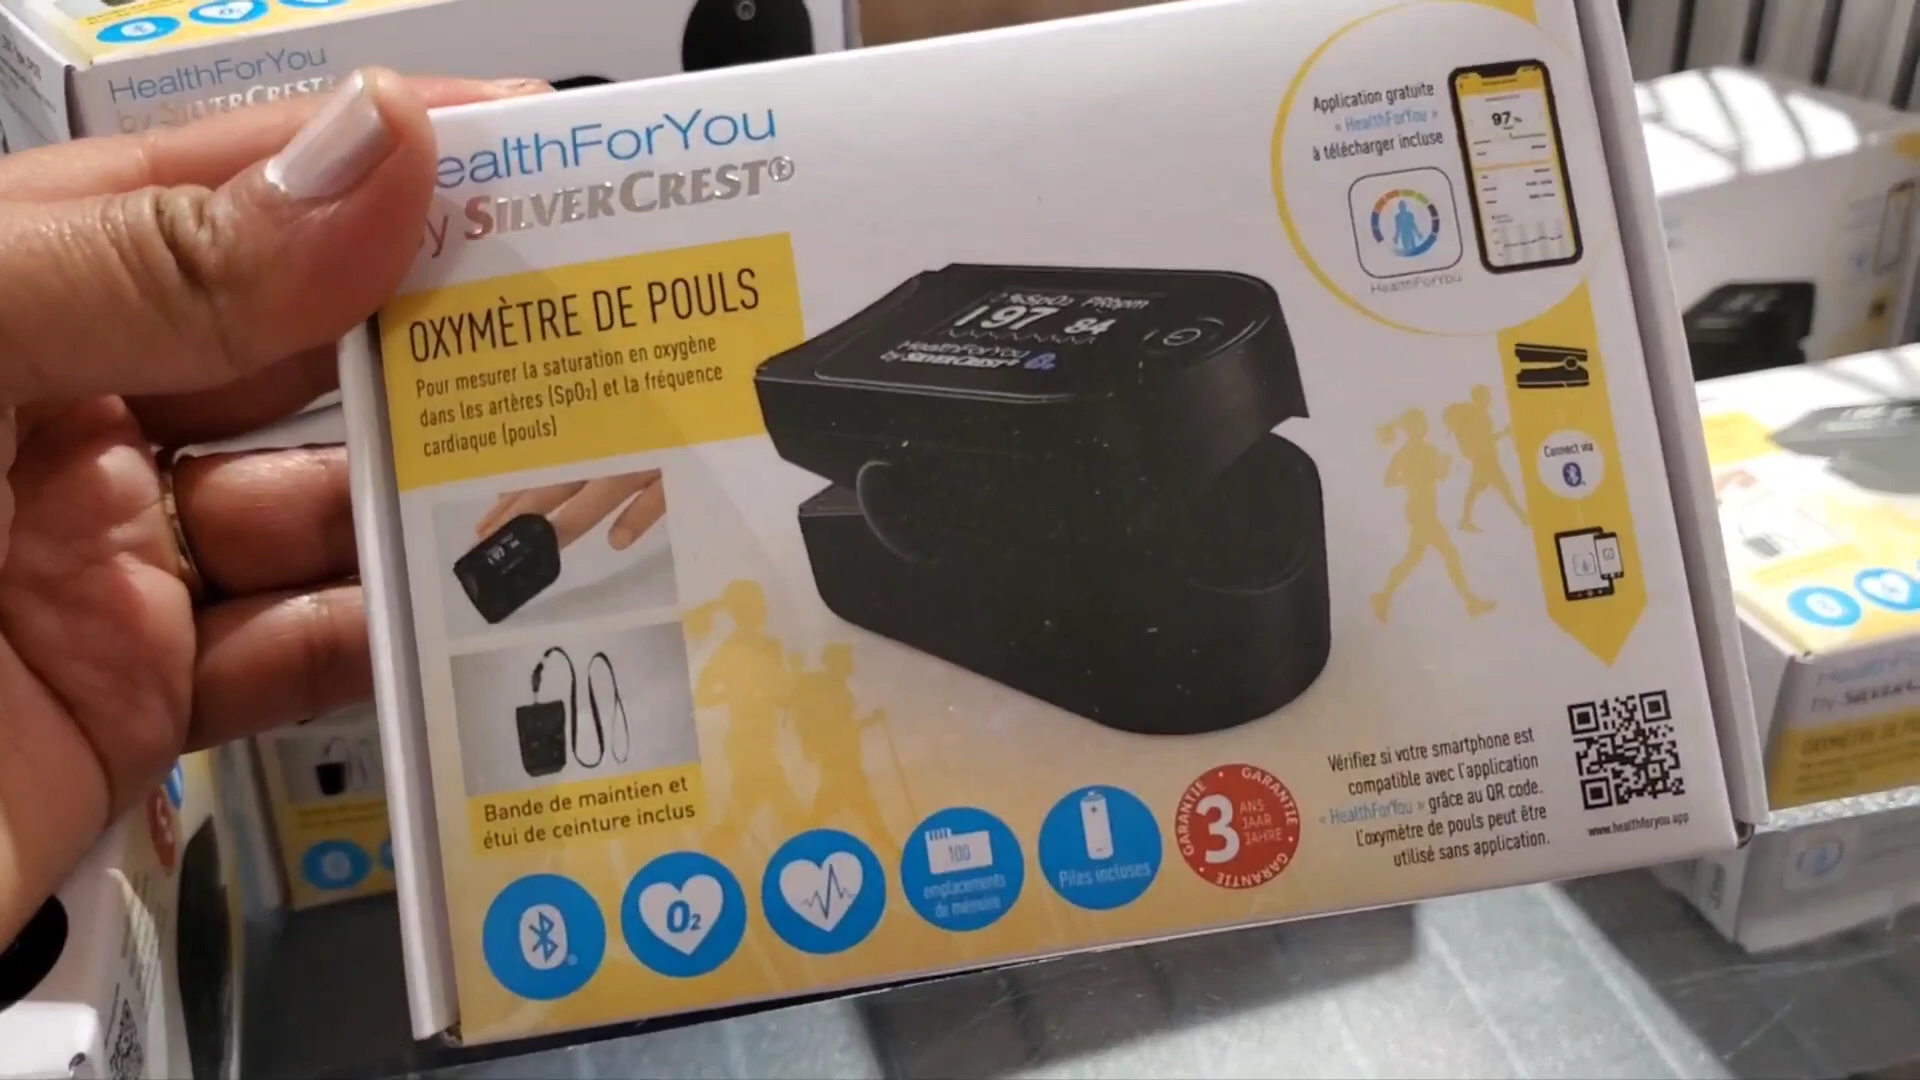 HealthForYou
by SILVERCREST
ealthForYou
y SILVERCREST®
OXYMÈTRE DE POULS
Pour mesurer la saturation en oxygène
dans les artères (SpO₂) et la fréquence
cardiaque (pouls)
Application gratuite
« HealthForYou »
à télécharger incluse
97%
HealthForYou
%SpO₂ PRbpm
97 84
HealthForYou
by SILVERCREST®
Connect via
Bande de maintien et
étui de ceinture inclus
O₂
100
emplacements
de mémoire
Piles incluses
GARANTIE
3 ANS
JAAR
JAHRE
GARANTIE
GARANTIE
Vérifiez si votre smartphone est
compatible avec l'application
« HealthForYou » grâce au QR code.
L'oxymètre de pouls peut être
utilisé sans application.
www.healthforyou.app